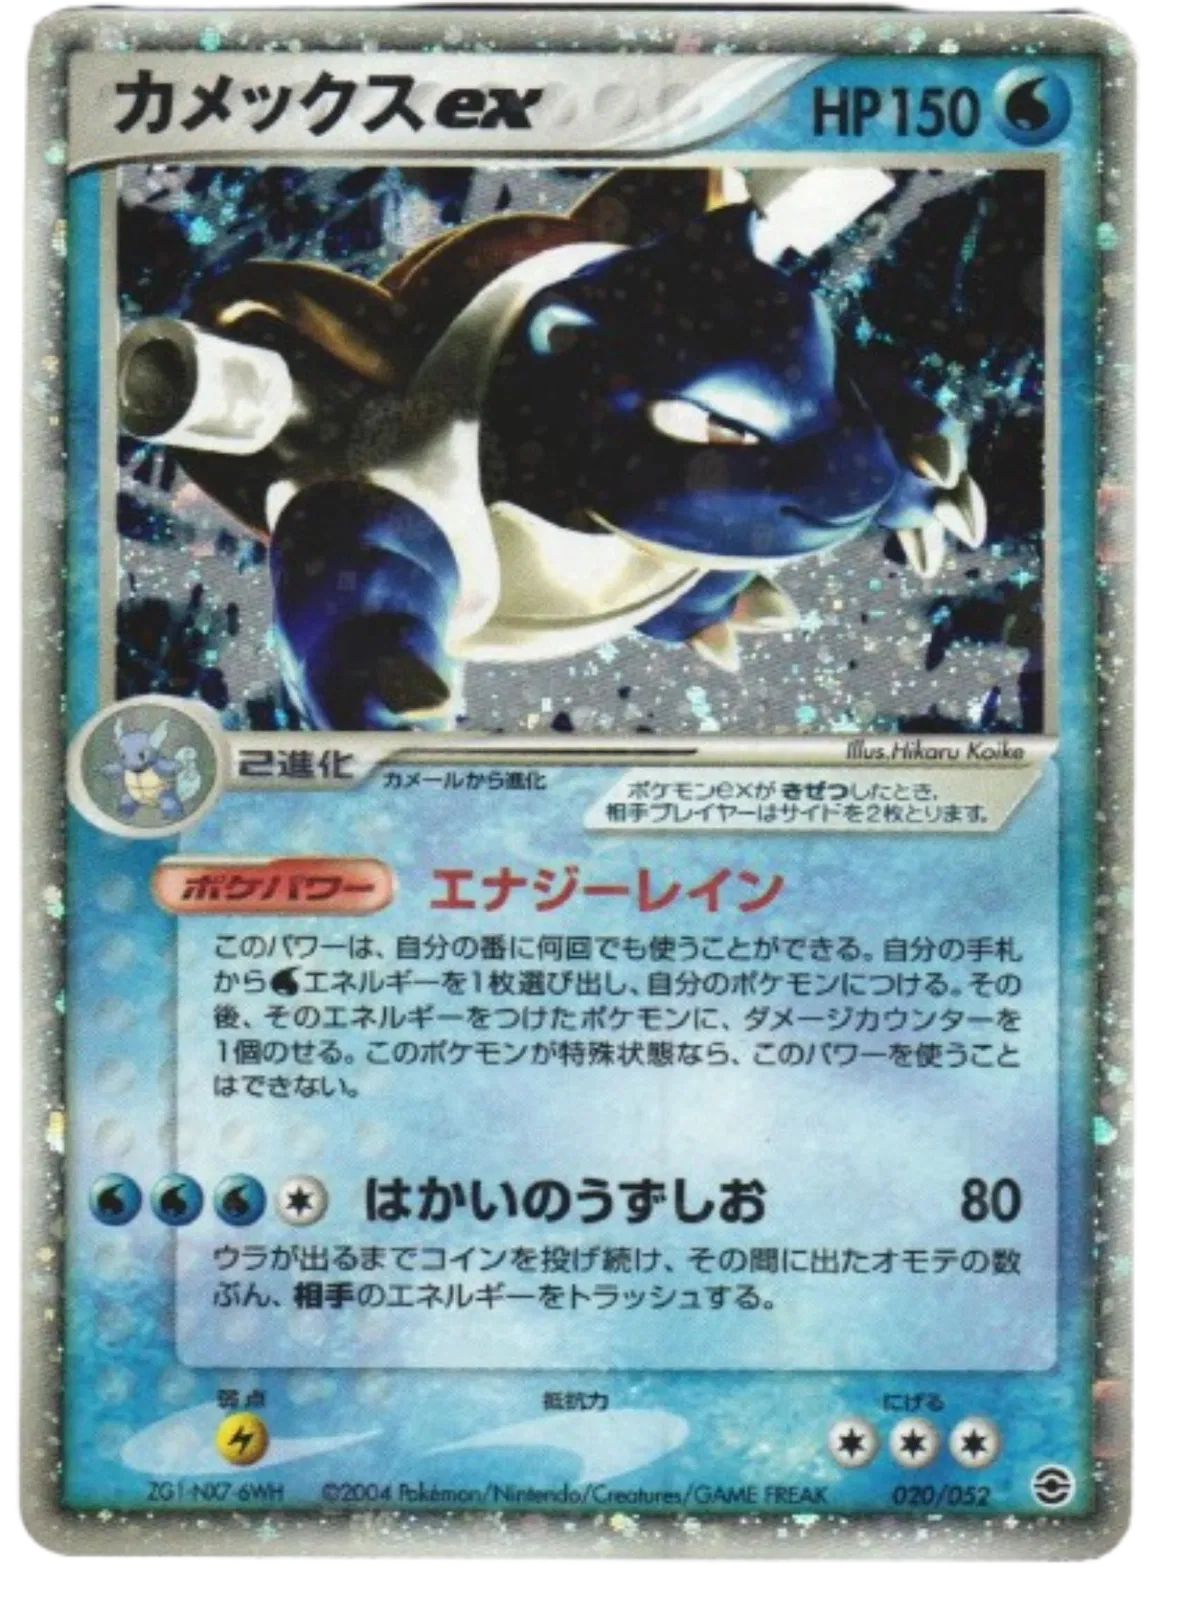 カメックスex HP150
Illus.Hikaru Koike
2進化 カメールから進化
ポケモンexが きぜつしたとき、
相手プレイヤーはサイドを2枚とります。
ポケパワー エナジーレイン
このパワーは、自分の番に何回でも使うことができる。自分の手札
からエネルギーを1枚選び出し、自分のポケモンにつける。その
後、そのエネルギーをつけたポケモンに、ダメージカウンターを
1個のせる。このポケモンが特殊状態なら、このパワーを使うこと
はできない。
はかいのうずしお 80
ウラが出るまでコインを投げ続け、その間に出たオモテの数
ぶん、相手のエネルギーをトラッシュする。
弱点 抵抗力 にげる
ZG1-NX7-6WH ©2004 Pokémon/Nintendo/Creatures/GAME FREAK 020/052